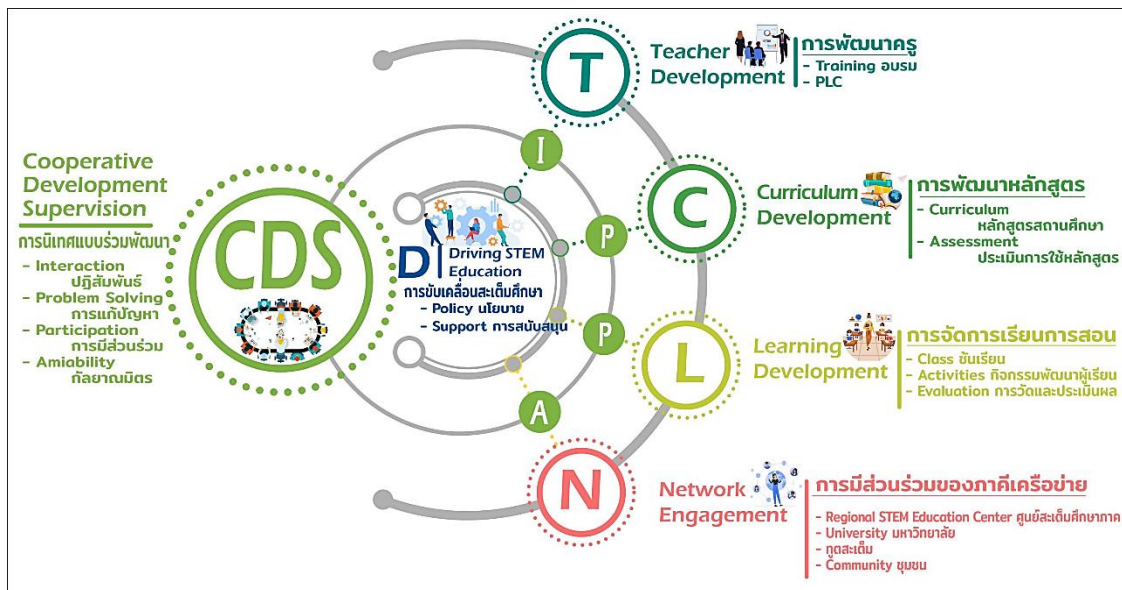 Cooperative
Development
Supervision
การนิเทศแบบร่วมพัฒนา
- Interaction
ปฏิสัมพันธ์
- Problem Solving
การแก้ปัญหา
- Participation
การมีส่วนร่วม
- Amiability
กัลยาณมิตร
CDS
D
Driving STEM
Education
การขับเคลื่อนสะเต็มศึกษา
- Policy นโยบาย
- Support การสนับสนุน
I
P
P
A
T
Teacher
Development
การพัฒนาครู
- Training อบรม
- PLC
C
Curriculum
Development
การพัฒนาหลักสูตร
- Curriculum
หลักสูตรสถานศึกษา
- Assessment
ประเมินการใช้หลักสูตร
L
Learning
Development
การจัดการเรียนการสอน
- Class ชั้นเรียน
- Activities กิจกรรมพัฒนาผู้เรียน
- Evaluation การวัดและประเมินผล
N
Network
Engagement
การมีส่วนร่วมของภาคีเครือข่าย
- Regional STEM Education Center ศูนย์สะเต็มศึกษาภาค
- University มหาวิทยาลัย
- ทูตสะเต็ม
- Community ชุมชน